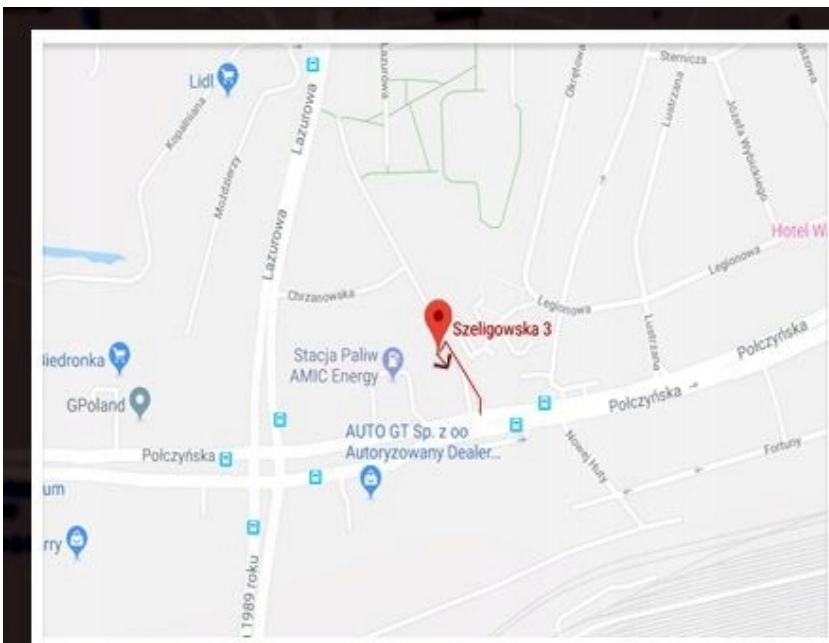 Lidl
Kopalniana
Moździerzy
Lazurowa
Lazurowa
Lazurowa
Okrętowa
Sternicza
Lustrzana
Józefa Wybickiego
Hotel W
Legionowa
Legionowa
Chrzanowska
Szeligowska 3
Lustrzana
Stacja Paliw
AMIC Energy
iedronka
GPoland
Połczyńska
Połczyńska
Połczyńska
AUTO GT Sp. z oo
Autoryzowany Dealer...
Nowej Huty
Fortuny
um
rry
1989 roku